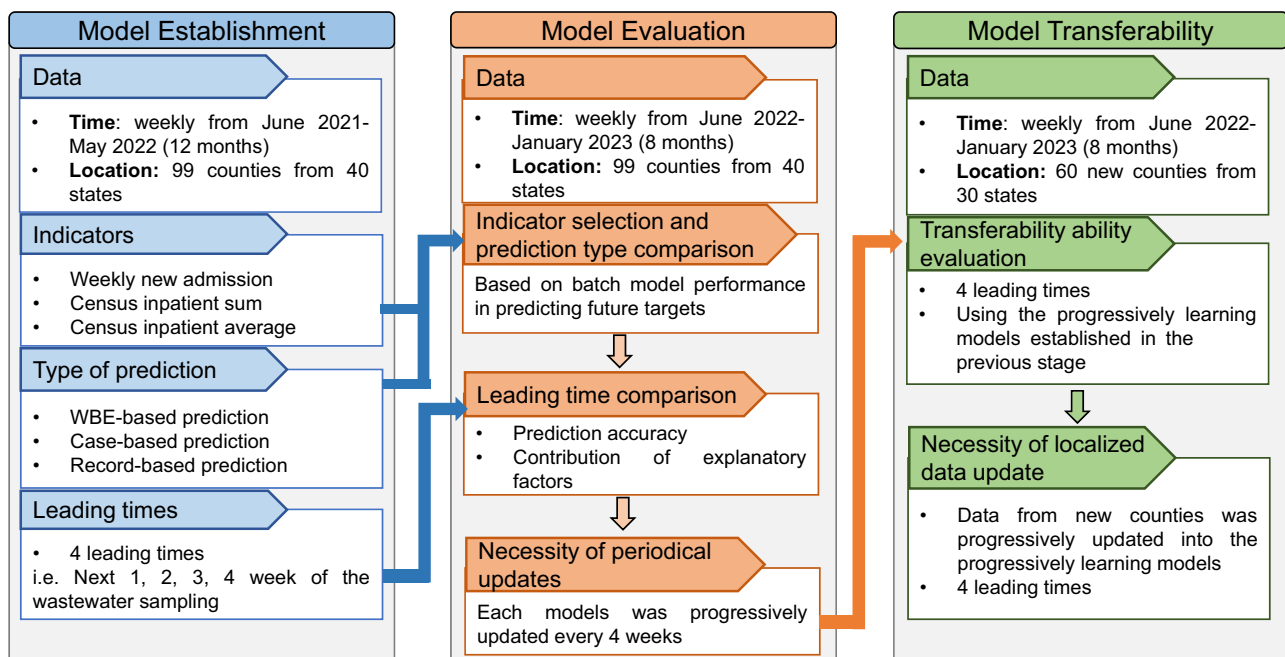 Model Establishment
Data
• Time: weekly from June 2021-
May 2022 (12 months)
• Location: 99 counties from 40
states
Indicators
• Weekly new admission
• Census inpatient sum
• Census inpatient average
Type of prediction
• WBE-based prediction
• Case-based prediction
• Record-based prediction
Leading times
• 4 leading times
i.e. Next 1, 2, 3, 4 week of the
wastewater sampling
Model Evaluation
Data
• Time: weekly from June 2022-
January 2023 (8 months)
• Location: 99 counties from 40
states
Indicator selection and
prediction type comparison
Based on batch model performance
in predicting future targets
Leading time comparison
• Prediction accuracy
• Contribution of explanatory
factors
Necessity of periodical
updates
Each models was progressively
updated every 4 weeks
Model Transferability
Data
• Time: weekly from June 2022-
January 2023 (8 months)
• Location: 60 new counties from
30 states
Transferability ability
evaluation
• 4 leading times
• Using the progressively learning
models established in the
previous stage
Necessity of localized
data update
• Data from new counties was
progressively updated into the
progressively learning models
• 4 leading times